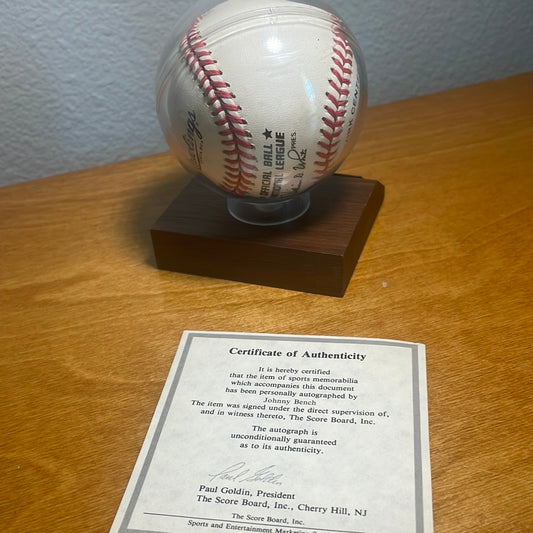 OFFICIAL BALL
NATIONAL LEAGUE
PRES.
Certificate of Authenticity
It is hereby certified
that the item of sports memorabilia
which accompanies this document
has been personally autographed by
Johnny Bench
The item was signed under the direct supervision of,
and in witness thereto, The Score Board, Inc.
The autograph is
unconditionally guaranteed
as to its authenticity.
Paul Goldin
Paul Goldin, President
The Score Board, Inc., Cherry Hill, NJ
The Score Board, Inc.
Sports and Entertainment Marketing